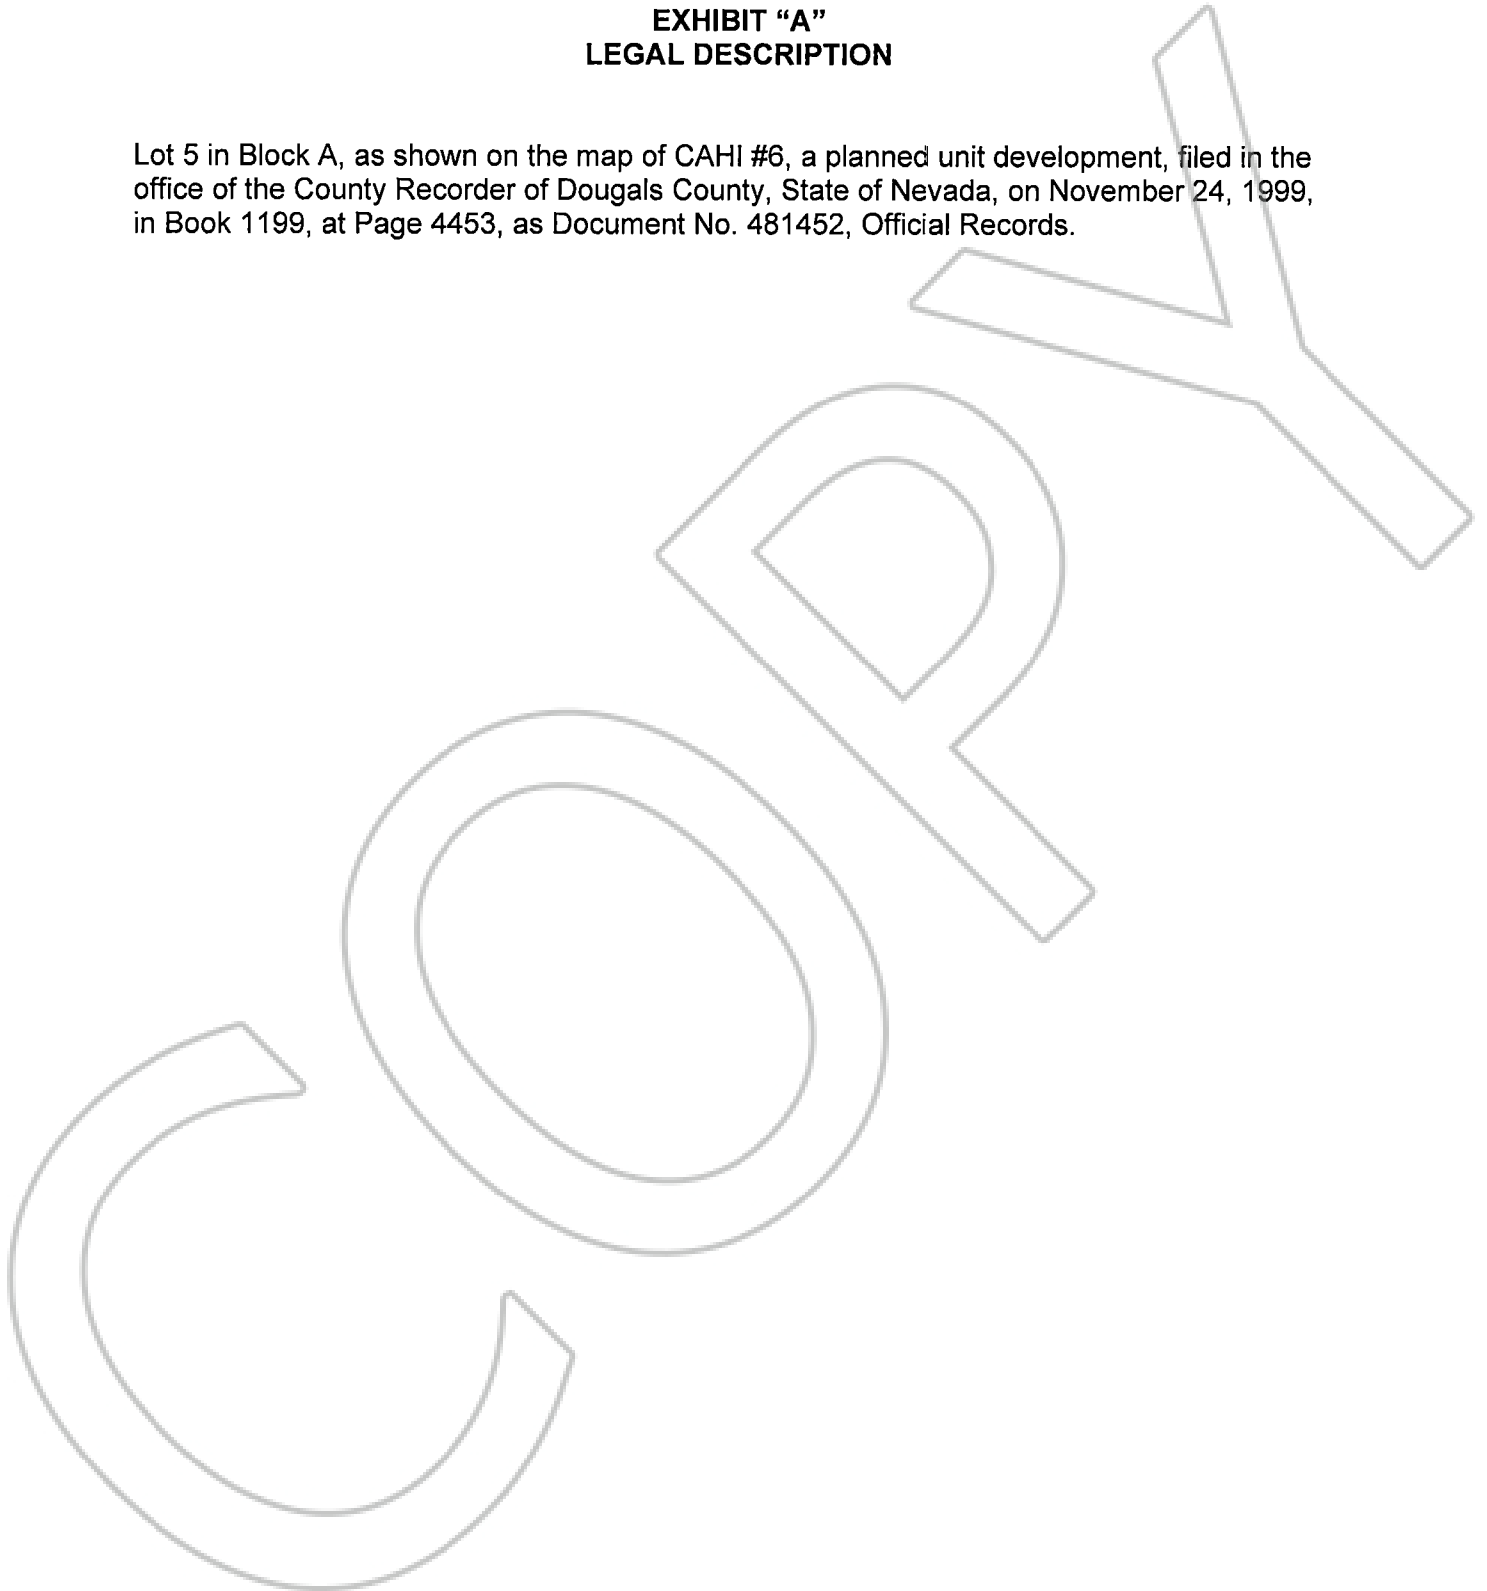 EXHIBIT “A”
LEGAL DESCRIPTION
Lot 5 in Block A, as shown on the map of CAHI #6, a planned unit development, filed in the
office of the County Recorder of Dougals County, State of Nevada, on November 24, 1999,
in Book 1199, at Page 4453, as Document No. 481452, Official Records.
COPY